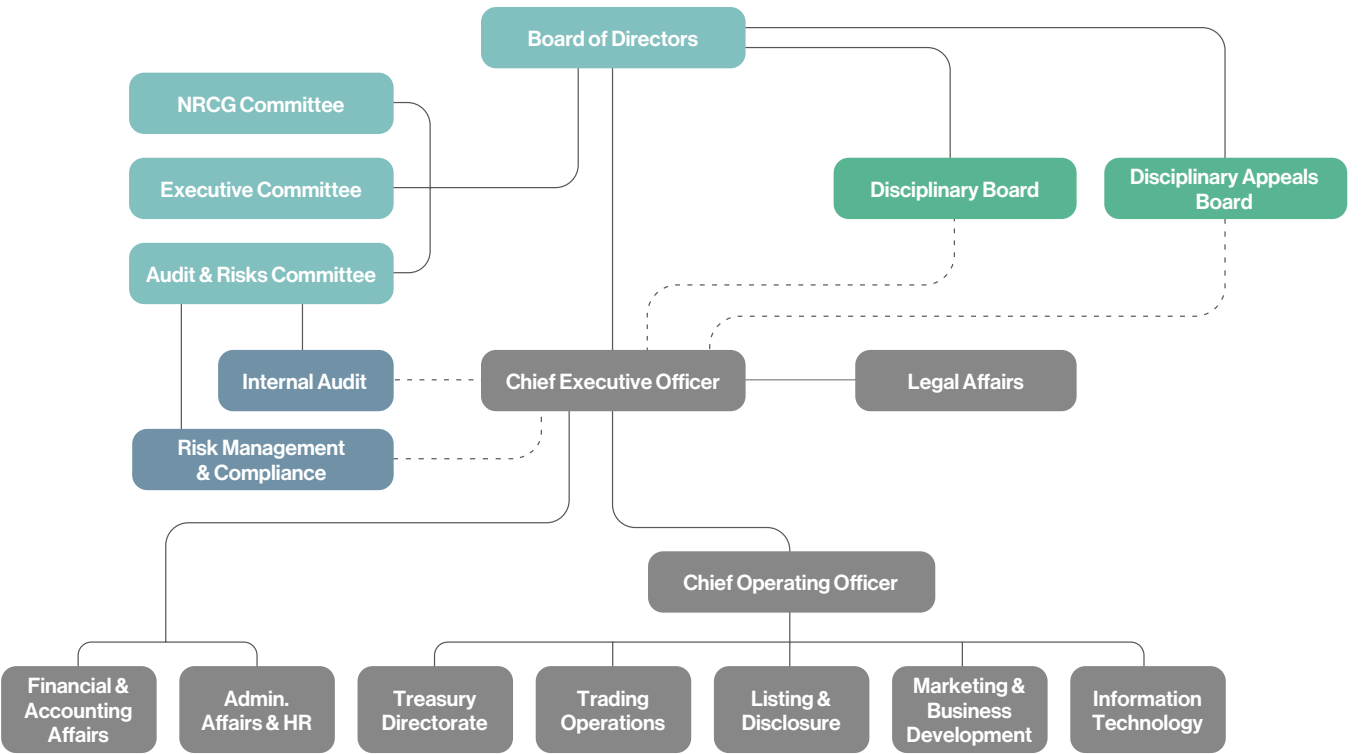 Board of Directors
NRCG Committee
Executive Committee
Disciplinary Board
Disciplinary Appeals
Board
Audit & Risks Committee
Internal Audit
Chief Executive Officer
Legal Affairs
Risk Management
& Compliance
Chief Operating Officer
Financial &
Accounting
Affairs
Admin.
Affairs & HR
Treasury
Directorate
Trading
Operations
Listing &
Disclosure
Marketing &
Business
Development
Information
Technology